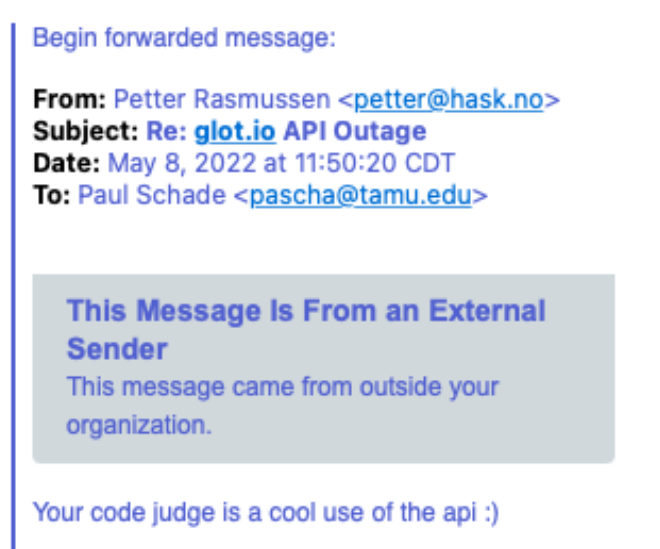 Begin forwarded message:
From: Petter Rasmussen <petter@hask.no>
Subject: Re: glot.io API Outage
Date: May 8, 2022 at 11:50:20 CDT
To: Paul Schade <pascha@tamu.edu>
This Message Is From an External
Sender
This message came from outside your
organization.
Your code judge is a cool use of the api :)